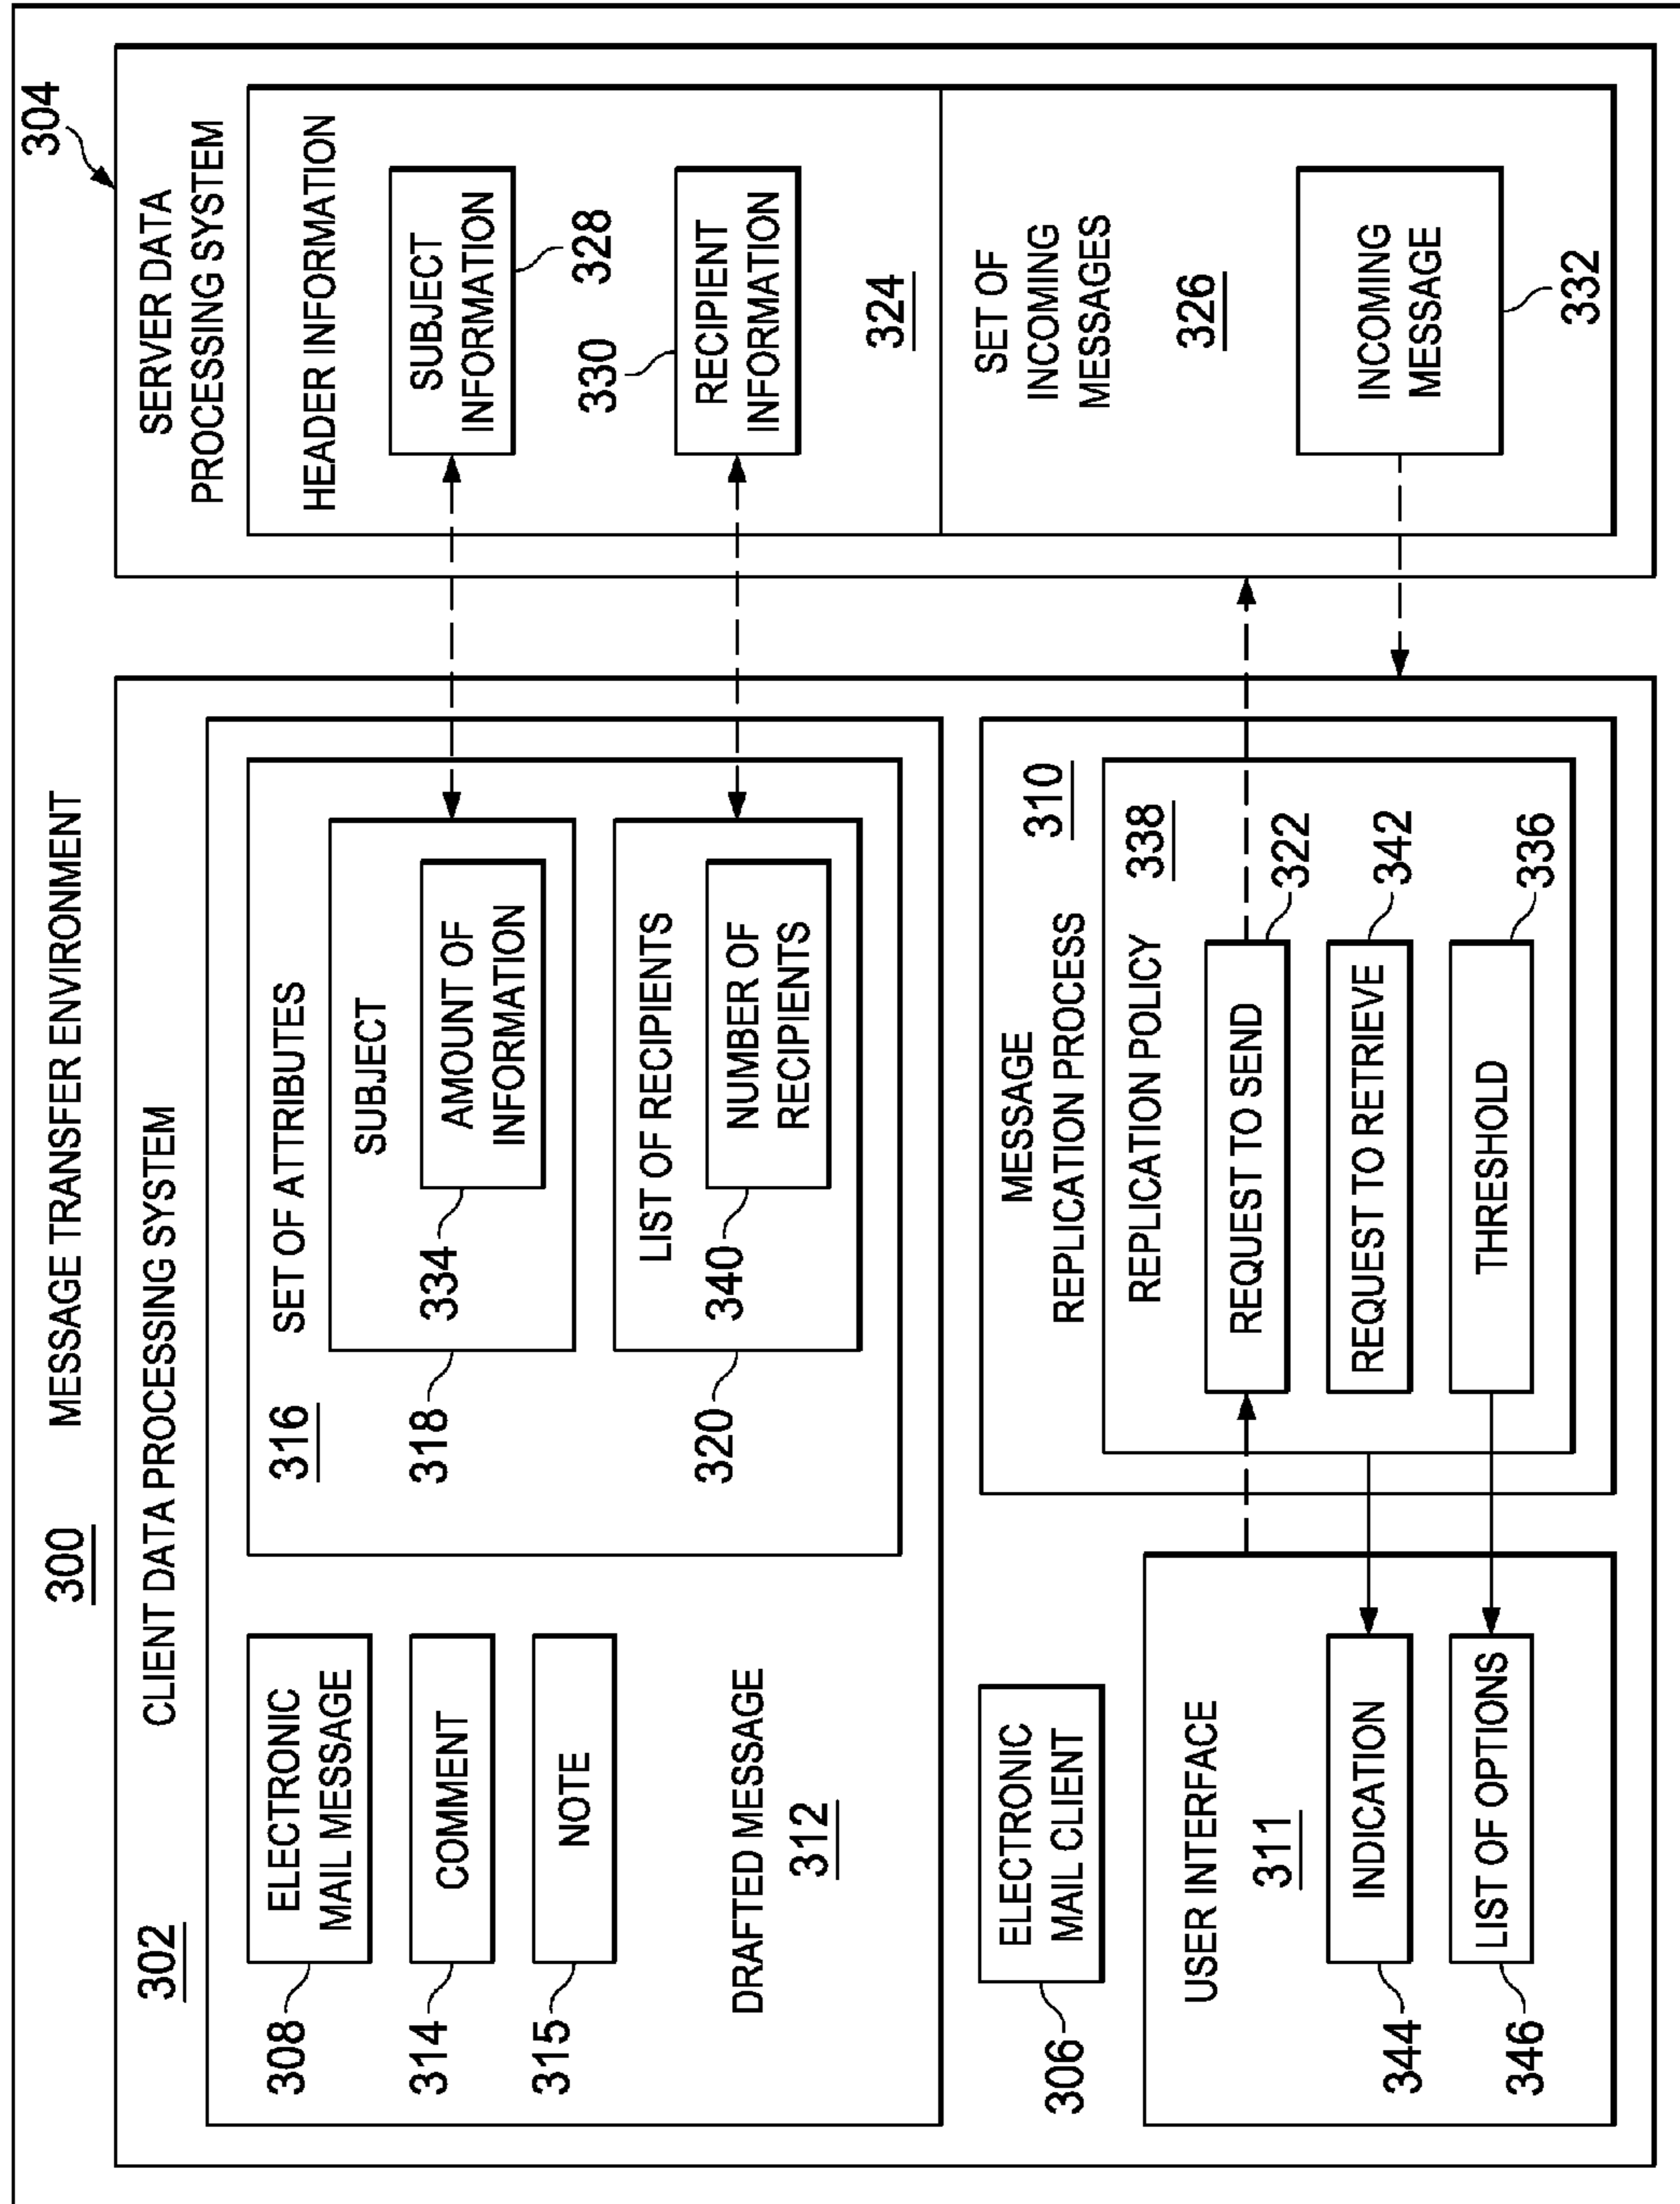 300
MESSAGE TRANSFER ENVIRONMENT
302
CLIENT DATA PROCESSING SYSTEM
308
ELECTRONIC
MAIL MESSAGE
314
COMMENT
315
NOTE
DRAFTED MESSAGE
312
316
SET OF ATTRIBUTES
318
SUBJECT
334
AMOUNT OF
INFORMATION
320
LIST OF RECIPIENTS
340
NUMBER OF
RECIPIENTS
306
ELECTRONIC
MAIL CLIENT
USER INTERFACE
311
344
INDICATION
346
LIST OF OPTIONS
MESSAGE
REPLICATION PROCESS
310
REPLICATION POLICY
338
REQUEST TO SEND
322
REQUEST TO RETRIEVE
342
THRESHOLD
336
304
SERVER DATA
PROCESSING SYSTEM
HEADER INFORMATION
SUBJECT
INFORMATION
328
330
RECIPIENT
INFORMATION
324
SET OF
INCOMING
MESSAGES
326
INCOMING
MESSAGE
332